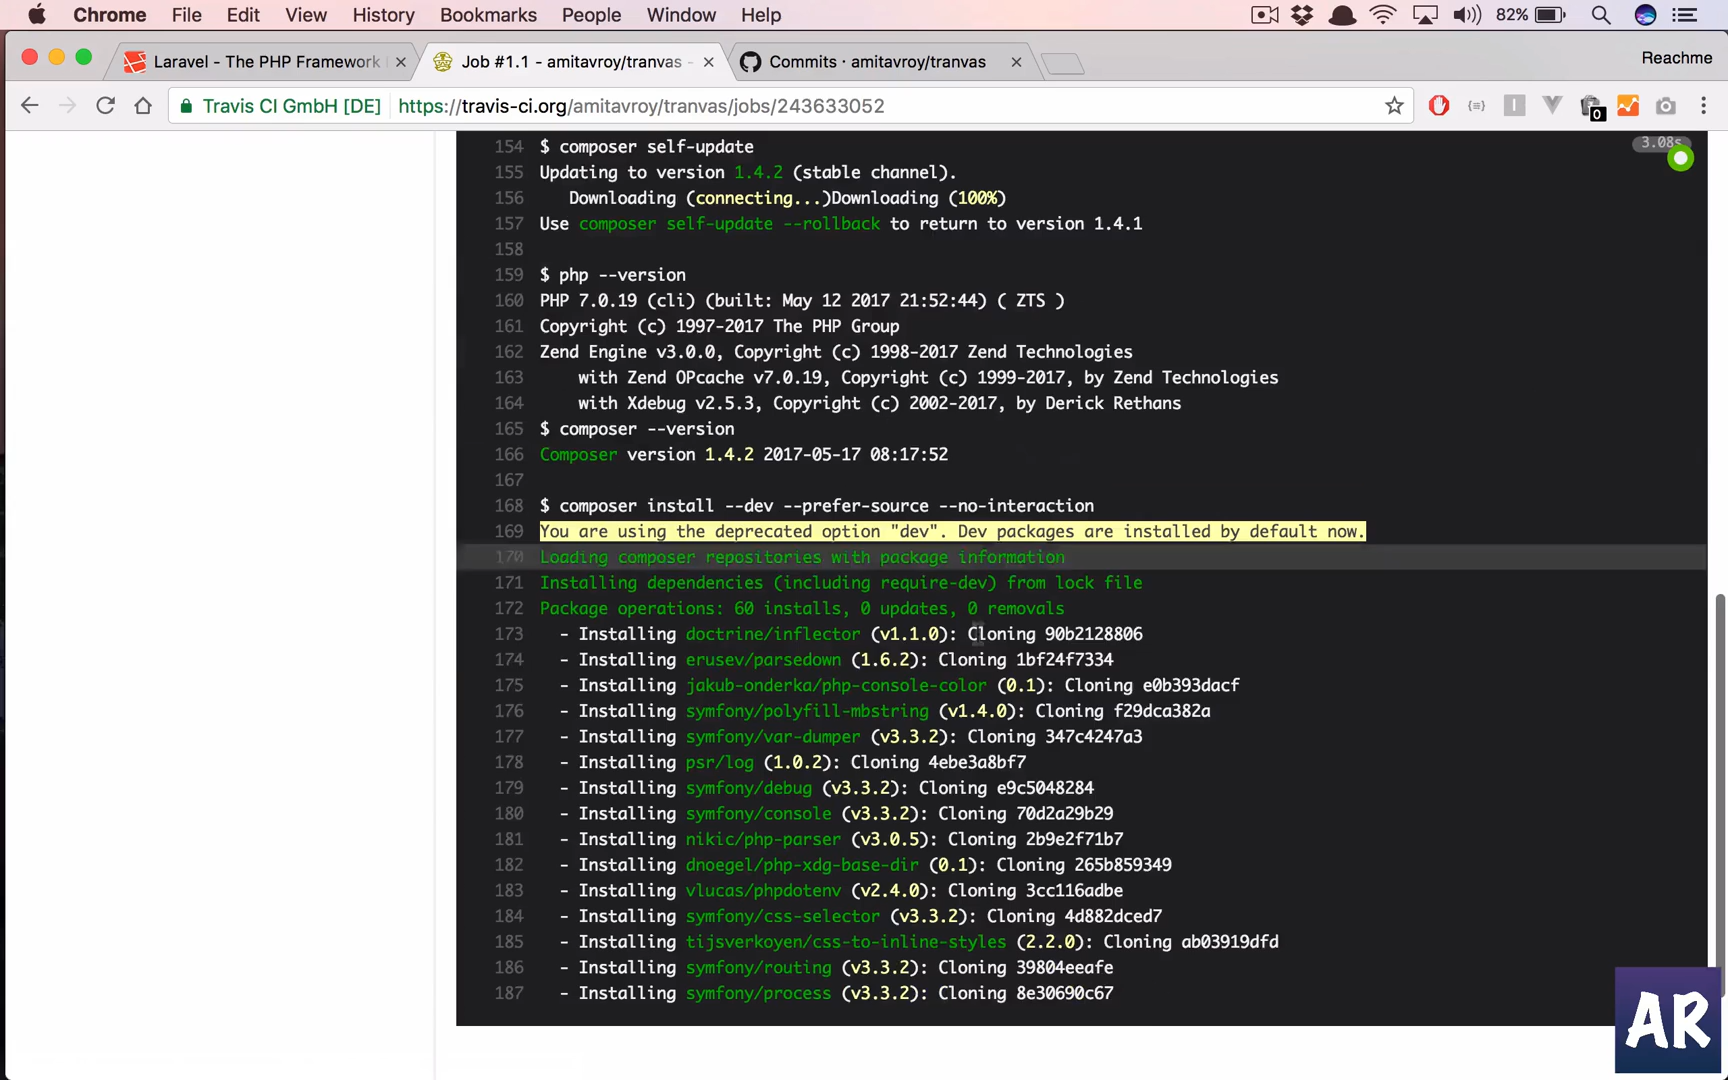 Chrome File Edit View History Bookmarks People Window Help 82%
Laravel - The PHP Framework Job #1.1 - amitavroy/tranvas - Commits · amitavroy/tranvas Reachme
Travis CI GmbH [DE] https://travis-ci.org/amitavroy/tranvas/jobs/243633052 0
154 $ composer self-update 3.08s
155 Updating to version 1.4.2 (stable channel).
156 Downloading (connecting...)Downloading (100%)
157 Use composer self-update --rollback to return to version 1.4.1
158
159 $ php --version
160 PHP 7.0.19 (cli) (built: May 12 2017 21:52:44) ( ZTS )
161 Copyright (c) 1997-2017 The PHP Group
162 Zend Engine v3.0.0, Copyright (c) 1998-2017 Zend Technologies
163 with Zend OPcache v7.0.19, Copyright (c) 1999-2017, by Zend Technologies
164 with Xdebug v2.5.3, Copyright (c) 2002-2017, by Derick Rethans
165 $ composer --version
166 Composer version 1.4.2 2017-05-17 08:17:52
167
168 $ composer install --dev --prefer-source --no-interaction
169 You are using the deprecated option "dev". Dev packages are installed by default now.
170 Loading composer repositories with package information
171 Installing dependencies (including require-dev) from lock file
172 Package operations: 60 installs, 0 updates, 0 removals
173 - Installing doctrine/inflector (v1.1.0): Cloning 90b2128806
174 - Installing erusev/parsedown (1.6.2): Cloning 1bf24f7334
175 - Installing jakub-onderka/php-console-color (0.1): Cloning e0b393dacf
176 - Installing symfony/polyfill-mbstring (v1.4.0): Cloning f29dca382a
177 - Installing symfony/var-dumper (v3.3.2): Cloning 347c4247a3
178 - Installing psr/log (1.0.2): Cloning 4ebe3a8bf7
179 - Installing symfony/debug (v3.3.2): Cloning e9c5048284
180 - Installing symfony/console (v3.3.2): Cloning 70d2a29b29
181 - Installing nikic/php-parser (v3.0.5): Cloning 2b9e2f71b7
182 - Installing dnoegel/php-xdg-base-dir (0.1): Cloning 265b859349
183 - Installing vlucas/phpdotenv (v2.4.0): Cloning 3cc116adbe
184 - Installing symfony/css-selector (v3.3.2): Cloning 4d882dced7
185 - Installing tijsverkoyen/css-to-inline-styles (2.2.0): Cloning ab03919dfd
186 - Installing symfony/routing (v3.3.2): Cloning 39804eeafe
187 - Installing symfony/process (v3.3.2): Cloning 8e30690c67
AR